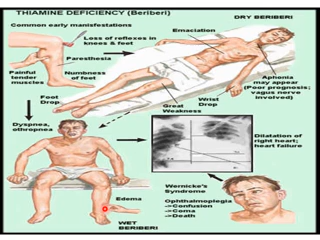 THIAMINE DEFICIENCY (Beriberi)
Common early manisfestations
DRY BERIBERI
Emaciation
Loss of reflexes in
knees & feet
Paresthesia
Painful
tender
muscles
Numbness
of feet
Aphonia
may appear
(Poor prognosis;
vagus nerve
involved)
Foot
Drop
Wrist
Drop
Great
Weakness
Dyspnea,
othropnea
Dilatation of
right heart;
heart failure
Edema
WET
BERIBERI
Wernicke's
Syndrome
Ophthalmoplegia
->Confusion
->Coma
->Death